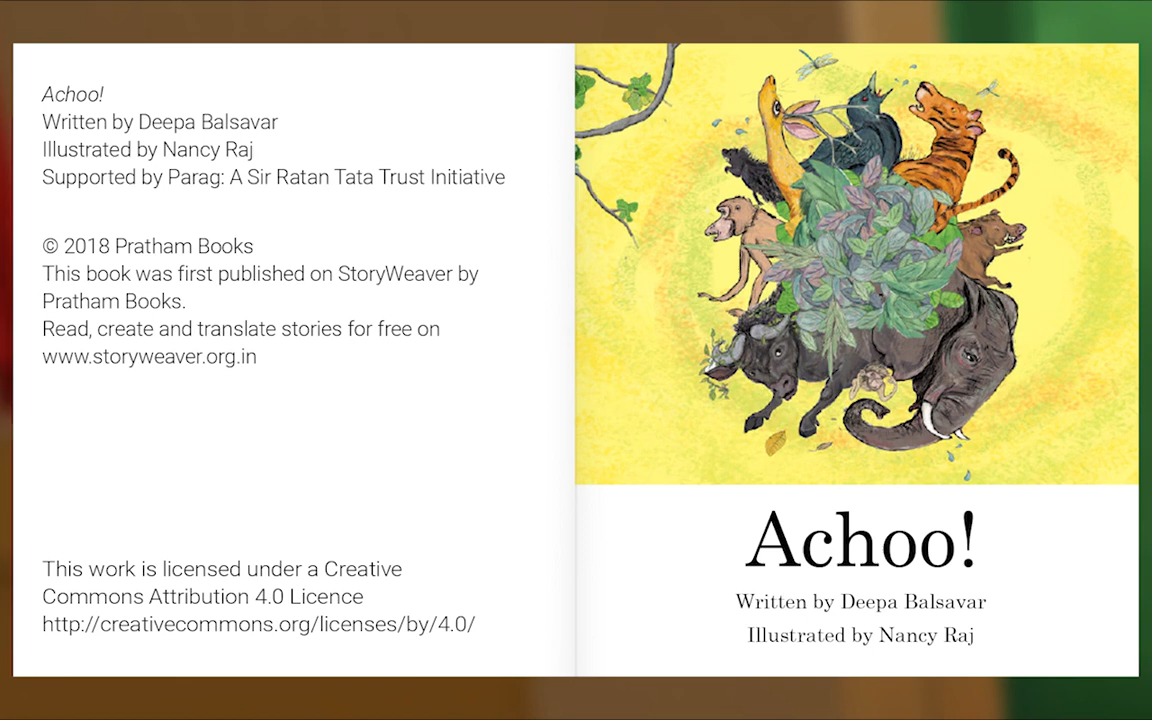 Achoo!
Written by Deepa Balsavar
Illustrated by Nancy Raj
Supported by Parag: A Sir Ratan Tata Trust Initiative
© 2018 Pratham Books
This book was first published on StoryWeaver by
Pratham Books.
Read, create and translate stories for free on
www.storyweaver.org.in
This work is licensed under a Creative
Commons Attribution 4.0 Licence
http://creativecommons.org/licenses/by/4.0/
Achoo!
Written by Deepa Balsavar
Illustrated by Nancy Raj